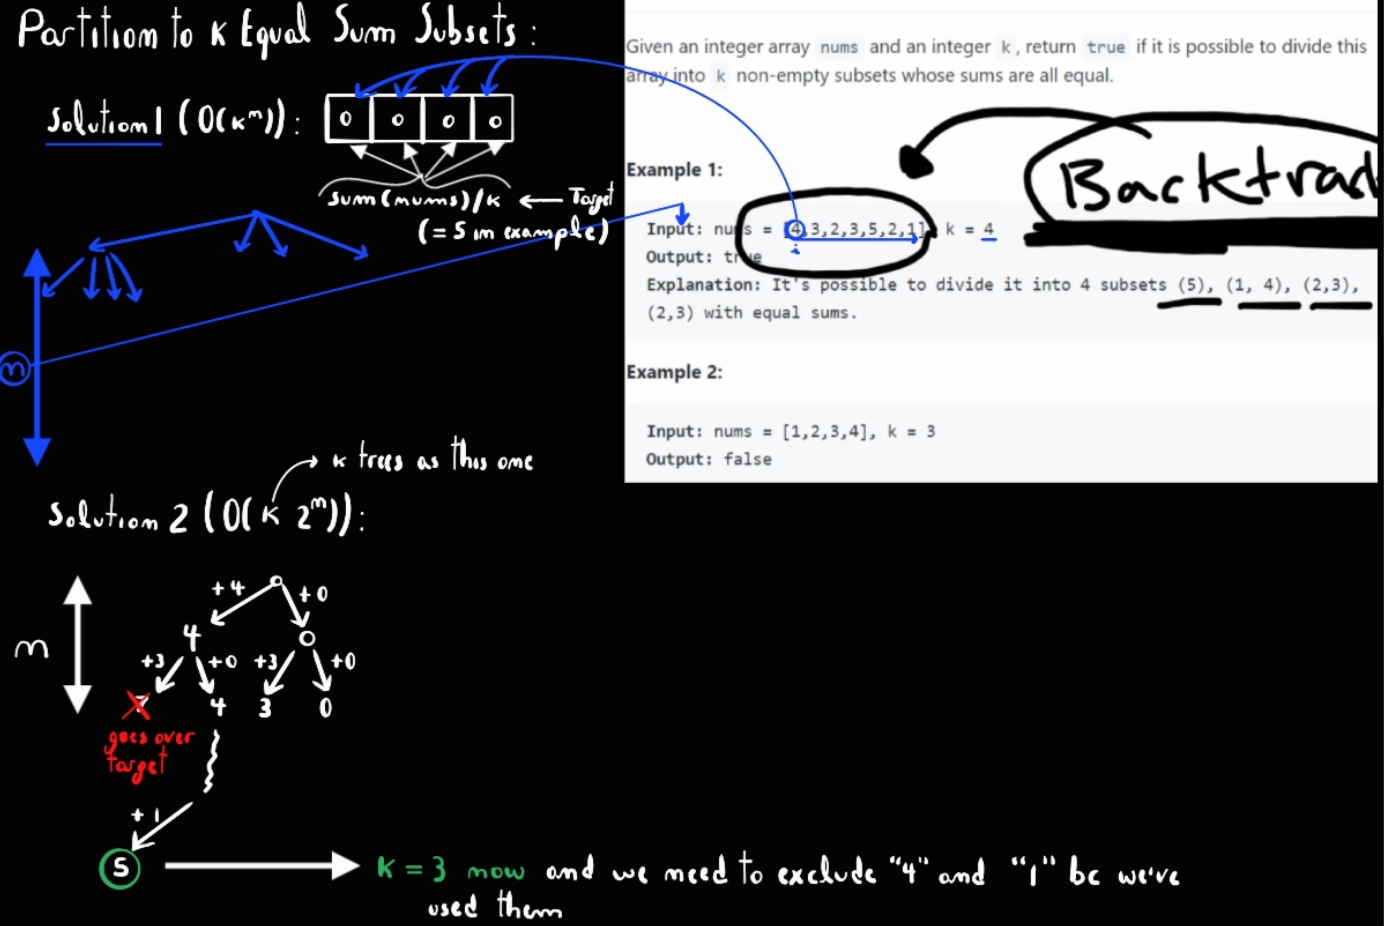 Partition to K Equal Sum Subsets :
Solution 1 (O(k^n)) :
0 0 0 0
Sum(nums)/k ← Target
(= 5 in example)
n
Given an integer array nums and an integer k, return true if it is possible to divide this
array into k non-empty subsets whose sums are all equal.
Backtrac
Example 1:
Input: nums = [4,3,2,3,5,2,1], k = 4
i
Output: true
Explanation: It's possible to divide it into 4 subsets (5), (1, 4), (2,3),
(2,3) with equal sums.
Example 2:
Input: nums = [1,2,3,4], k = 3
Output: false
→ k trees as this one
Solution 2 (O(k 2^n)) :
n
+4 0 +0
4 0
+3 +0 +3 +0
7 4 3 0
goes over
target
+1
5
k = 3 now and we need to exclude "4" and "1" bc we've
used them